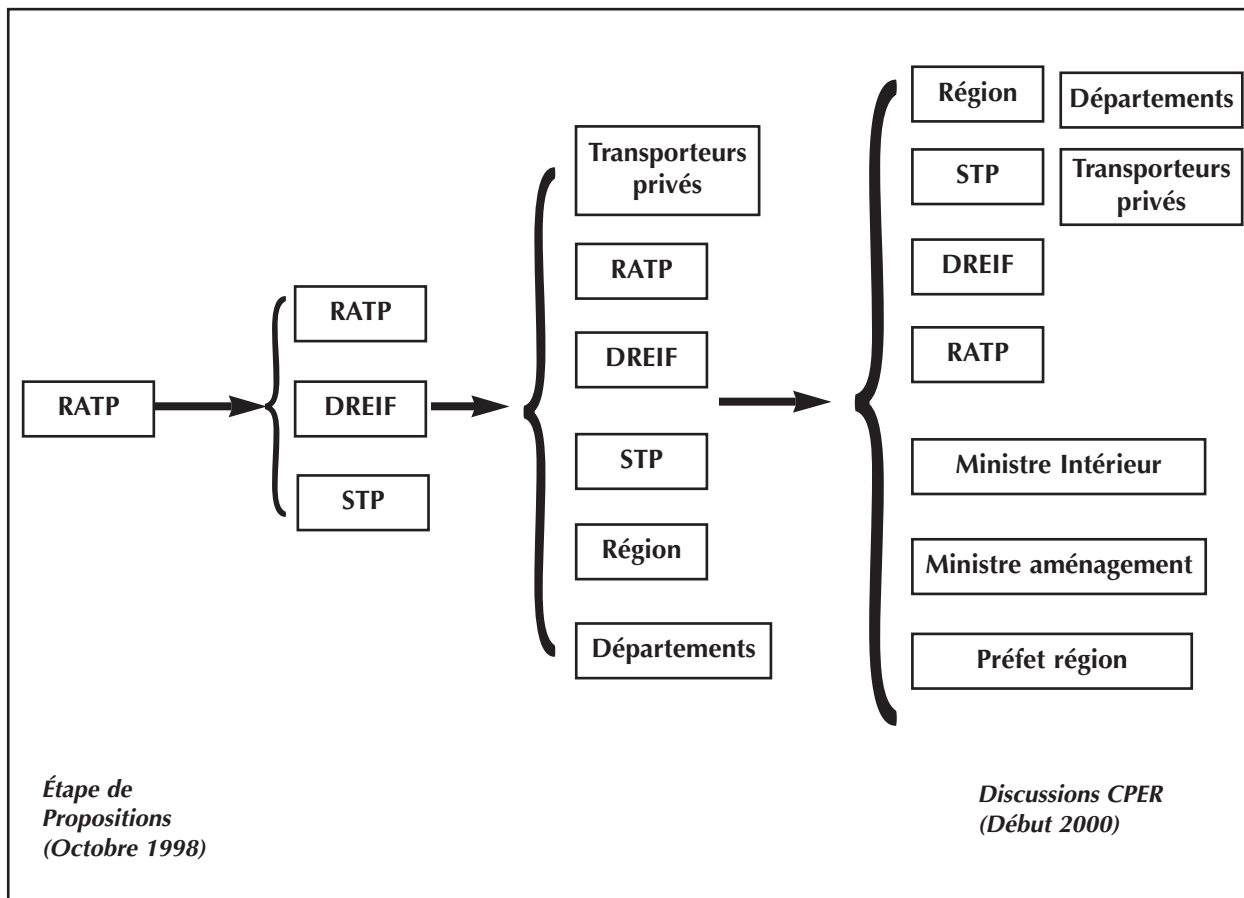 RATP
RATP
DREIF
STP
Transporteurs
privés
RATP
DREIF
STP
Région
Départements
Région
Départements
STP
Transporteurs
privés
DREIF
RATP
Ministre Intérieur
Ministre aménagement
Préfet région
Étape de
Propositions
(Octobre 1998)
Discussions CPER
(Début 2000)